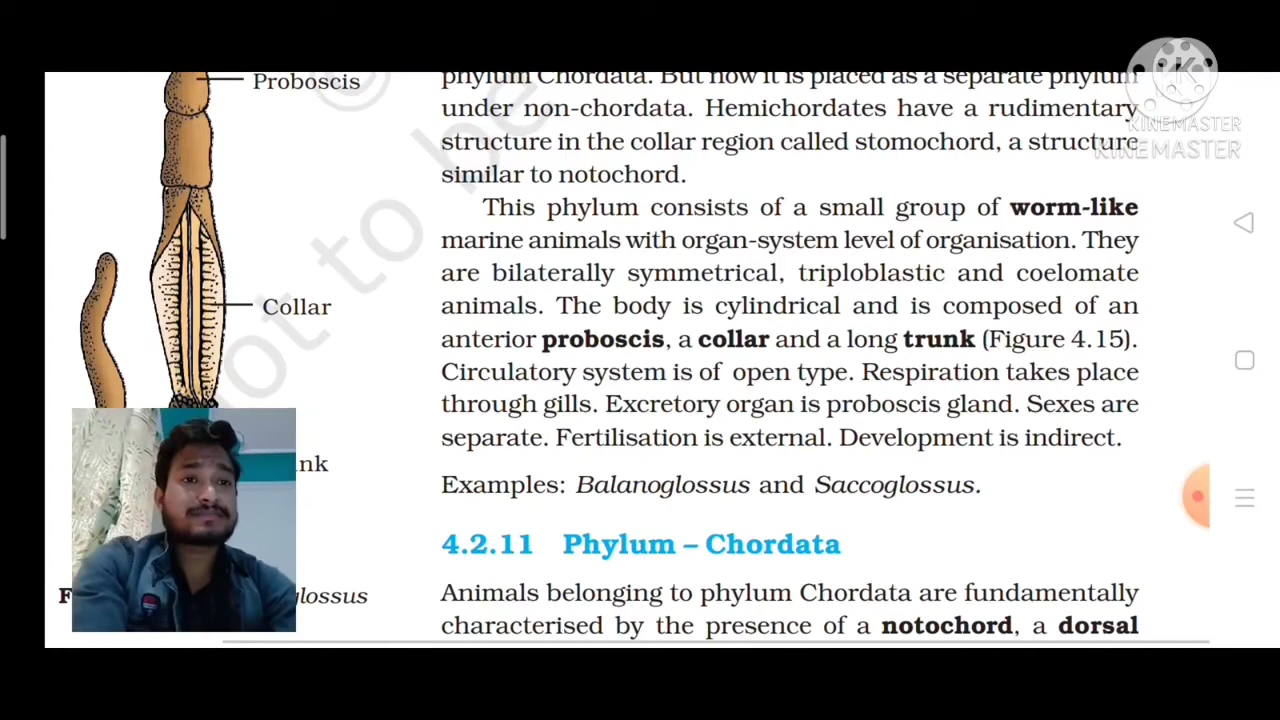 Proboscis
Collar
nk
F
glossus
phylum Chordata. But now it is placed as a separate phylum
under non-chordata. Hemichordates have a rudimentary
structure in the collar region called stomochord, a structure
similar to notochord.
This phylum consists of a small group of worm-like
marine animals with organ-system level of organisation. They
are bilaterally symmetrical, triploblastic and coelomate
animals. The body is cylindrical and is composed of an
anterior proboscis, a collar and a long trunk (Figure 4.15).
Circulatory system is of open type. Respiration takes place
through gills. Excretory organ is proboscis gland. Sexes are
separate. Fertilisation is external. Development is indirect.
Examples: Balanoglossus and Saccoglossus.
4.2.11 Phylum – Chordata
Animals belonging to phylum Chordata are fundamentally
characterised by the presence of a notochord, a dorsal
not to be
©
K
KINEMASTER
KINEMASTER